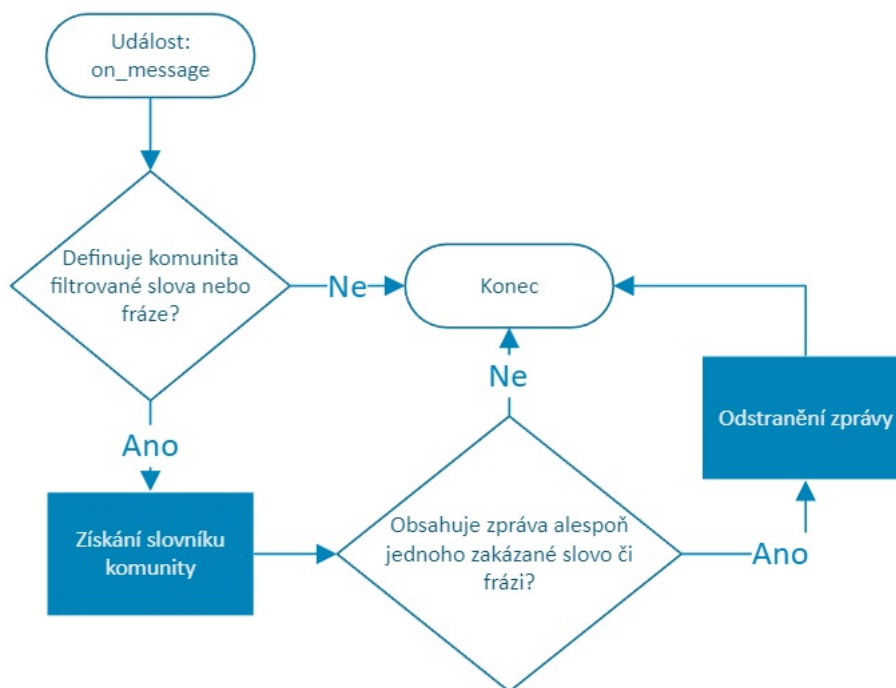 Událost:
on_message
Definuje komunita
filtrované slova nebo
fráze?
Ne
Konec
Ano
Získání slovníku
komunity
Obsahuje zpráva alespoň
jednoho zakázané slovo či
frázi?
Ne
Ano
Odstranění zprávy